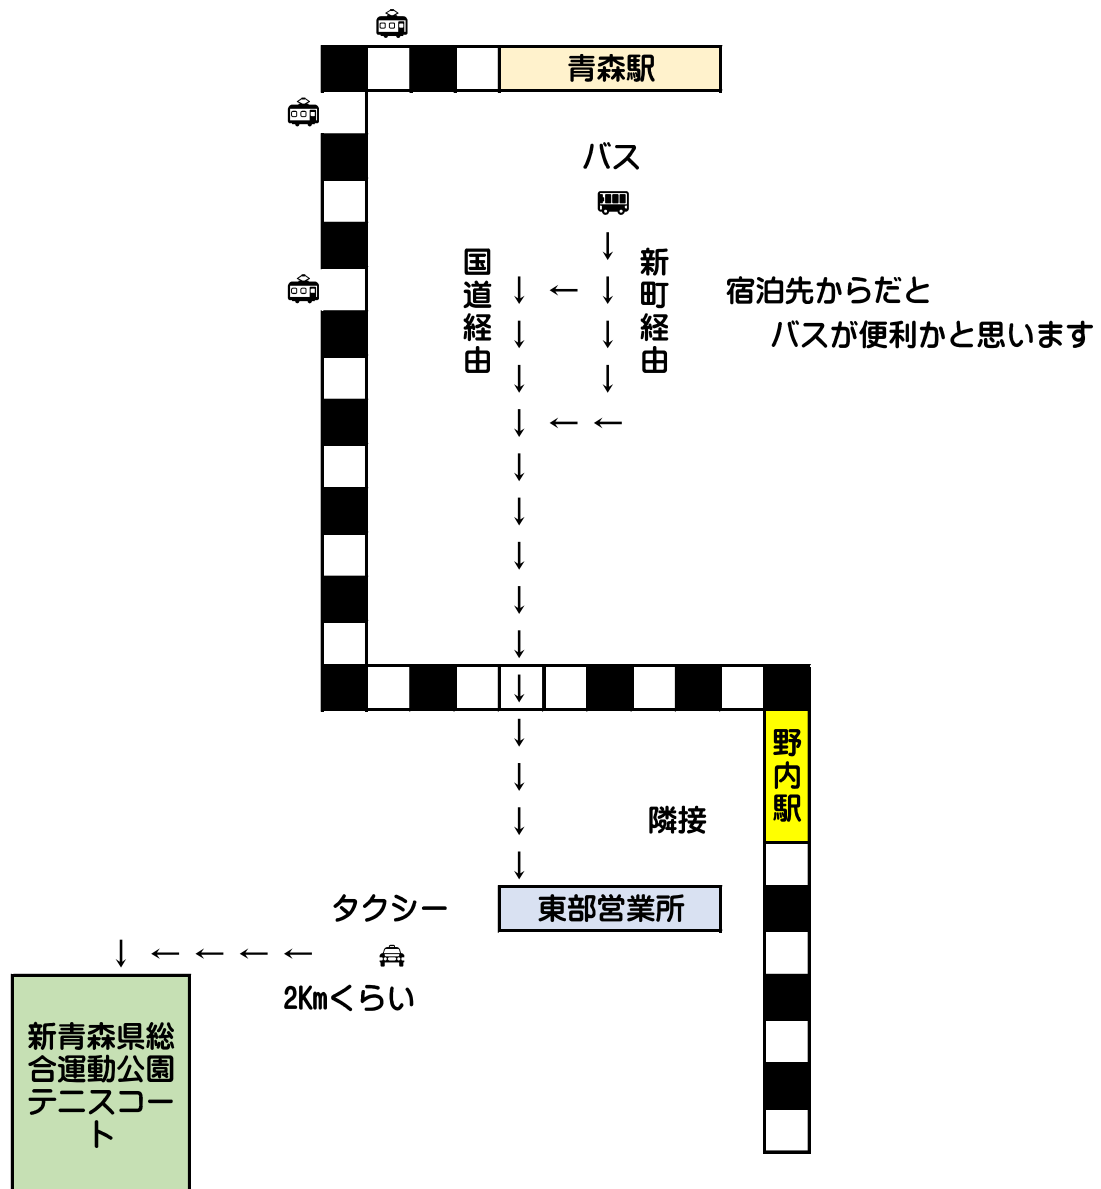 青森駅
バス
国道経由
新町経由
宿泊先からだと
バスが便利かと思います
野内駅
隣接
タクシー
東部営業所
2Kmくらい
新青森県総
合運動公園
テニスコー
ト